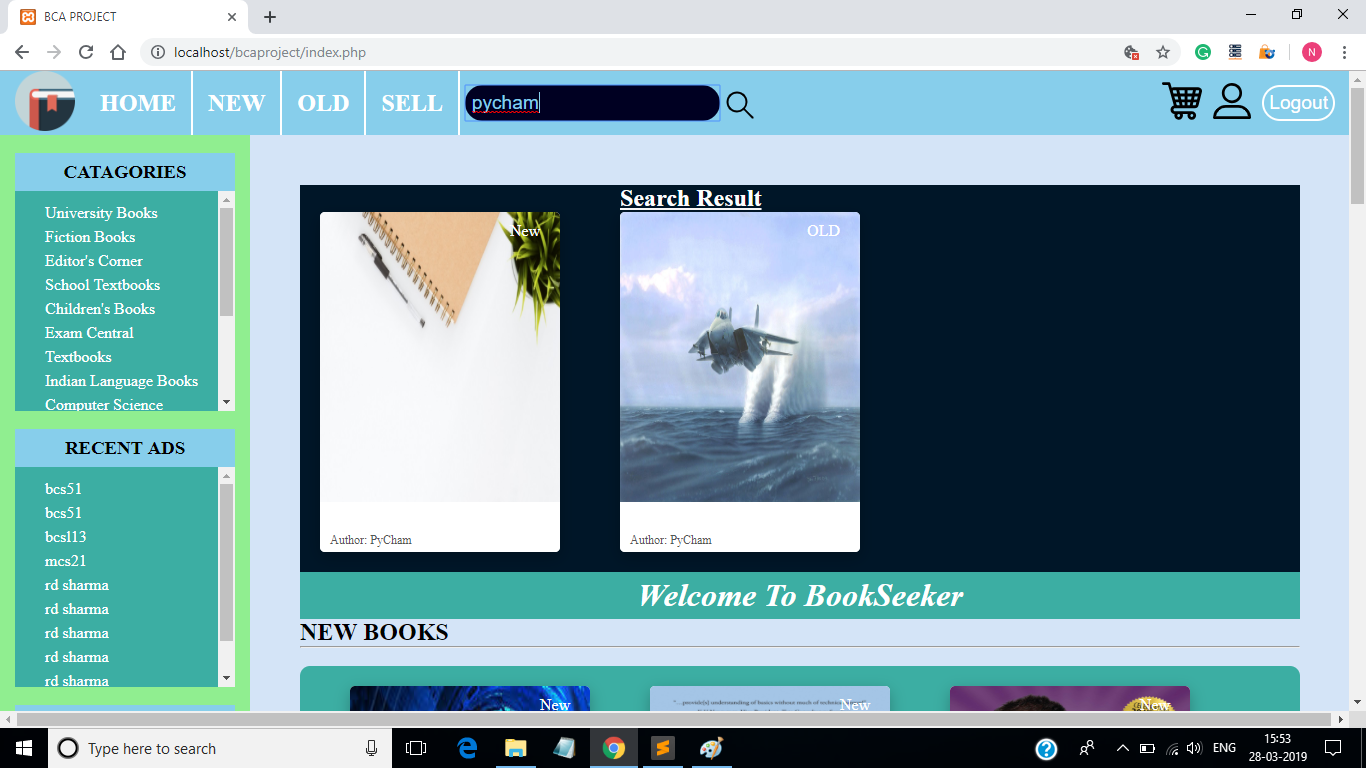 BCA PROJECT
localhost/bcaproject/index.php
N
HOME NEW OLD SELL pycham Logout
CATAGORIES
University Books
Fiction Books
Editor's Corner
School Textbooks
Children's Books
Exam Central
Textbooks
Indian Language Books
Computer Science
RECENT ADS
bcs51
bcs51
bcsl13
mcs21
rd sharma
rd sharma
rd sharma
rd sharma
rd sharma
Search Result
New
Author: PyCham
OLD
Author: PyCham
Welcome To BookSeeker
NEW BOOKS
New
New
New
Type here to search
ENG
15:53
28-03-2019